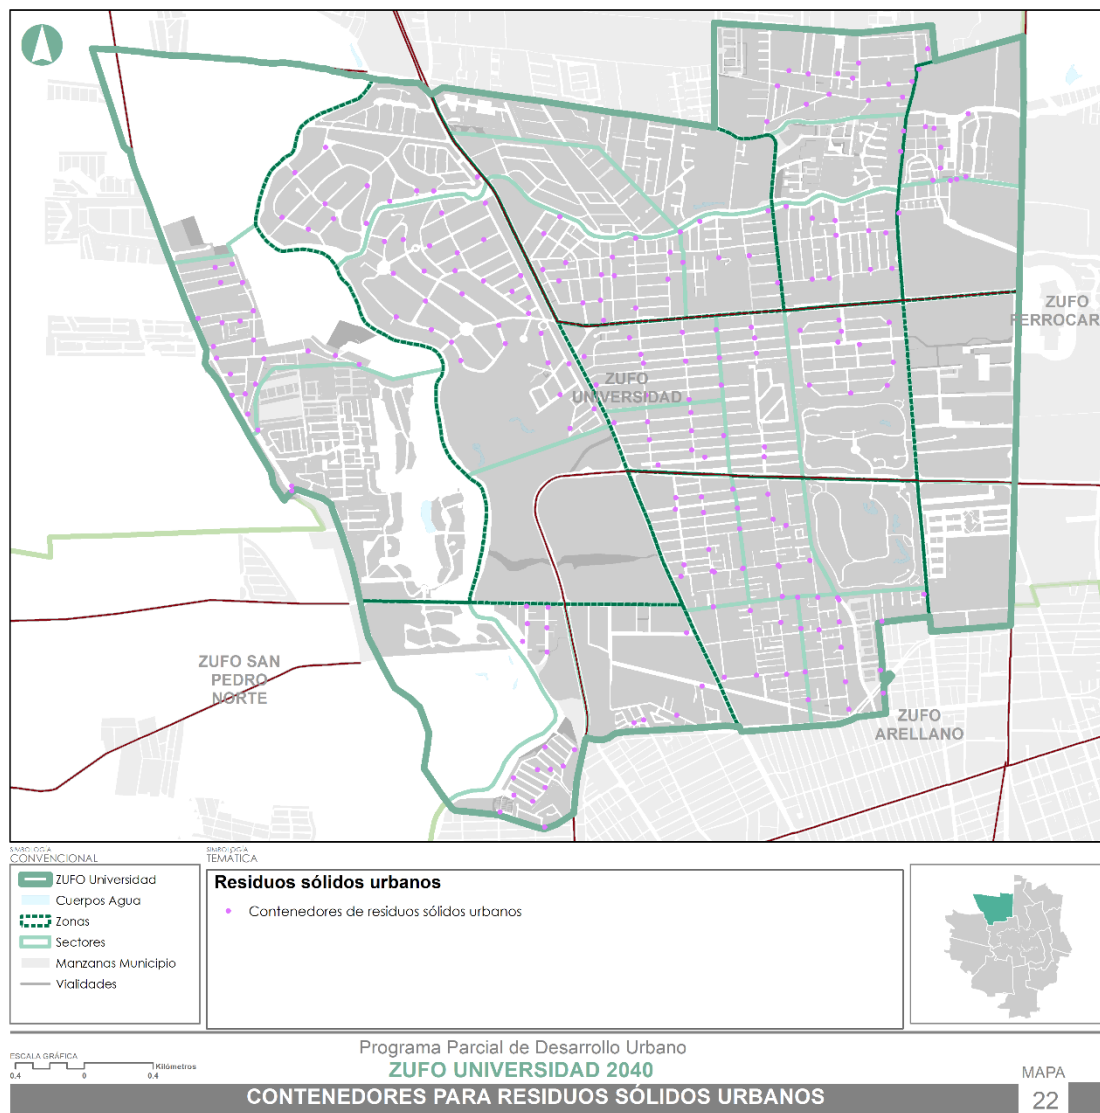 ZUFO
FERROCAR
ZUFO
UNIVERSIDAD
ZUFO SAN
PEDRO
NORTE
ZUFO
ARELLANO
SIMBOLOGÍA
CONVENCIONAL
ZUFO Universidad
Cuerpos Agua
Zonas
Sectores
Manzanas Municipio
Vialidades
SIMBOLOGÍA
TEMÁTICA
Residuos sólidos urbanos
Contenedores de residuos sólidos urbanos
ESCALA GRÁFICA
0.4 0 0.4 Kilómetros
Programa Parcial de Desarrollo Urbano
ZUFO UNIVERSIDAD 2040
CONTENEDORES PARA RESIDUOS SÓLIDOS URBANOS
MAPA
22